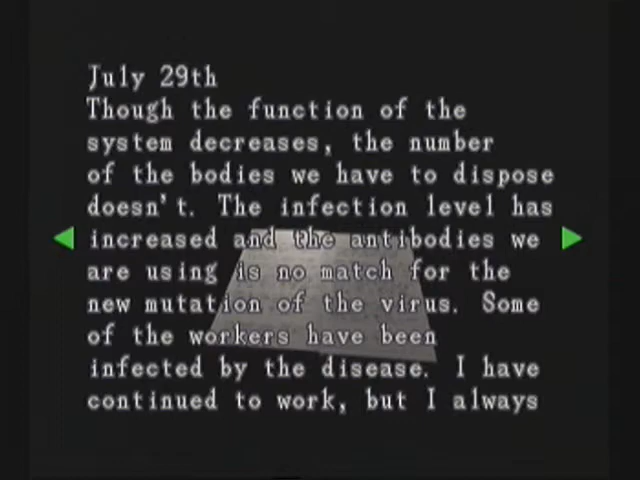 July 29th
Though the function of the
system decreases, the number
of the bodies we have to dispose
doesn't. The infection level has
increased and the antibodies we
are using is no match for the
new mutation of the virus. Some
of the workers have been
infected by the disease. I have
continued to work, but I always